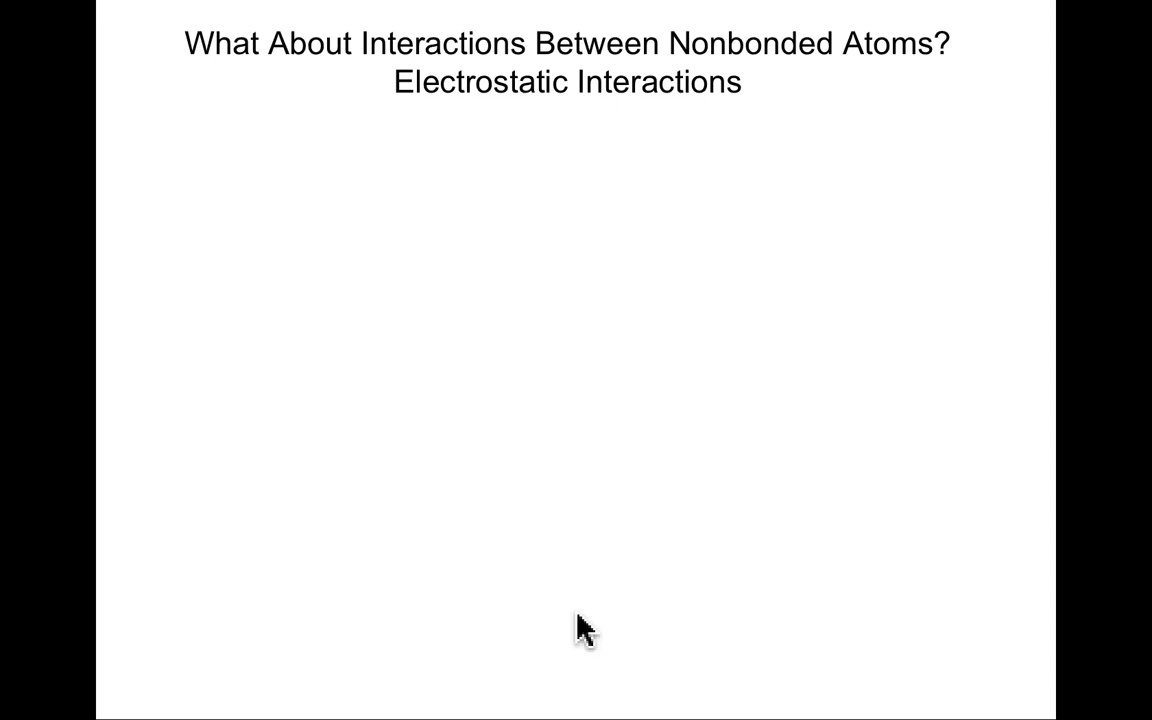 What About Interactions Between Nonbonded Atoms?
Electrostatic Interactions